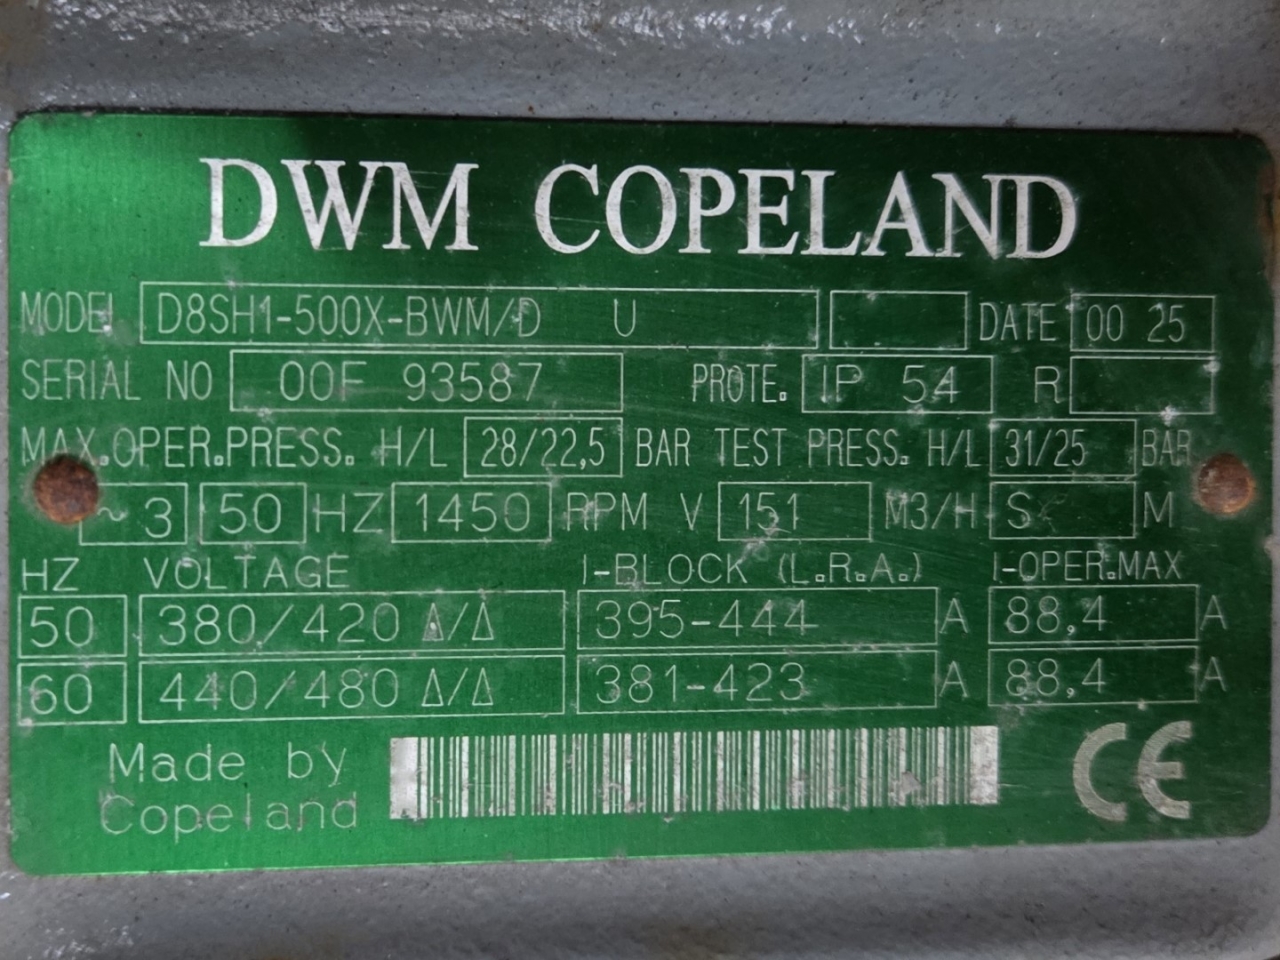 DWM COPELAND
MODEL D8SH1-500X-BWM/D U DATE 00 25
SERIAL NO 00F 93587 PROTE. IP 54 R
MAX.OPER.PRESS. H/L 28/22,5 BAR TEST PRESS. H/L 31/25 BAR
~ 3 50 HZ 1450 RPM V 151 M3/H S M
HZ VOLTAGE I-BLOCK (L.R.A.) I-OPER.MAX
50 380/420 Δ/Δ 395-444 A 88,4 A
60 440/480 Δ/Δ 381-423 A 88,4 A
Made by
Copeland
CE